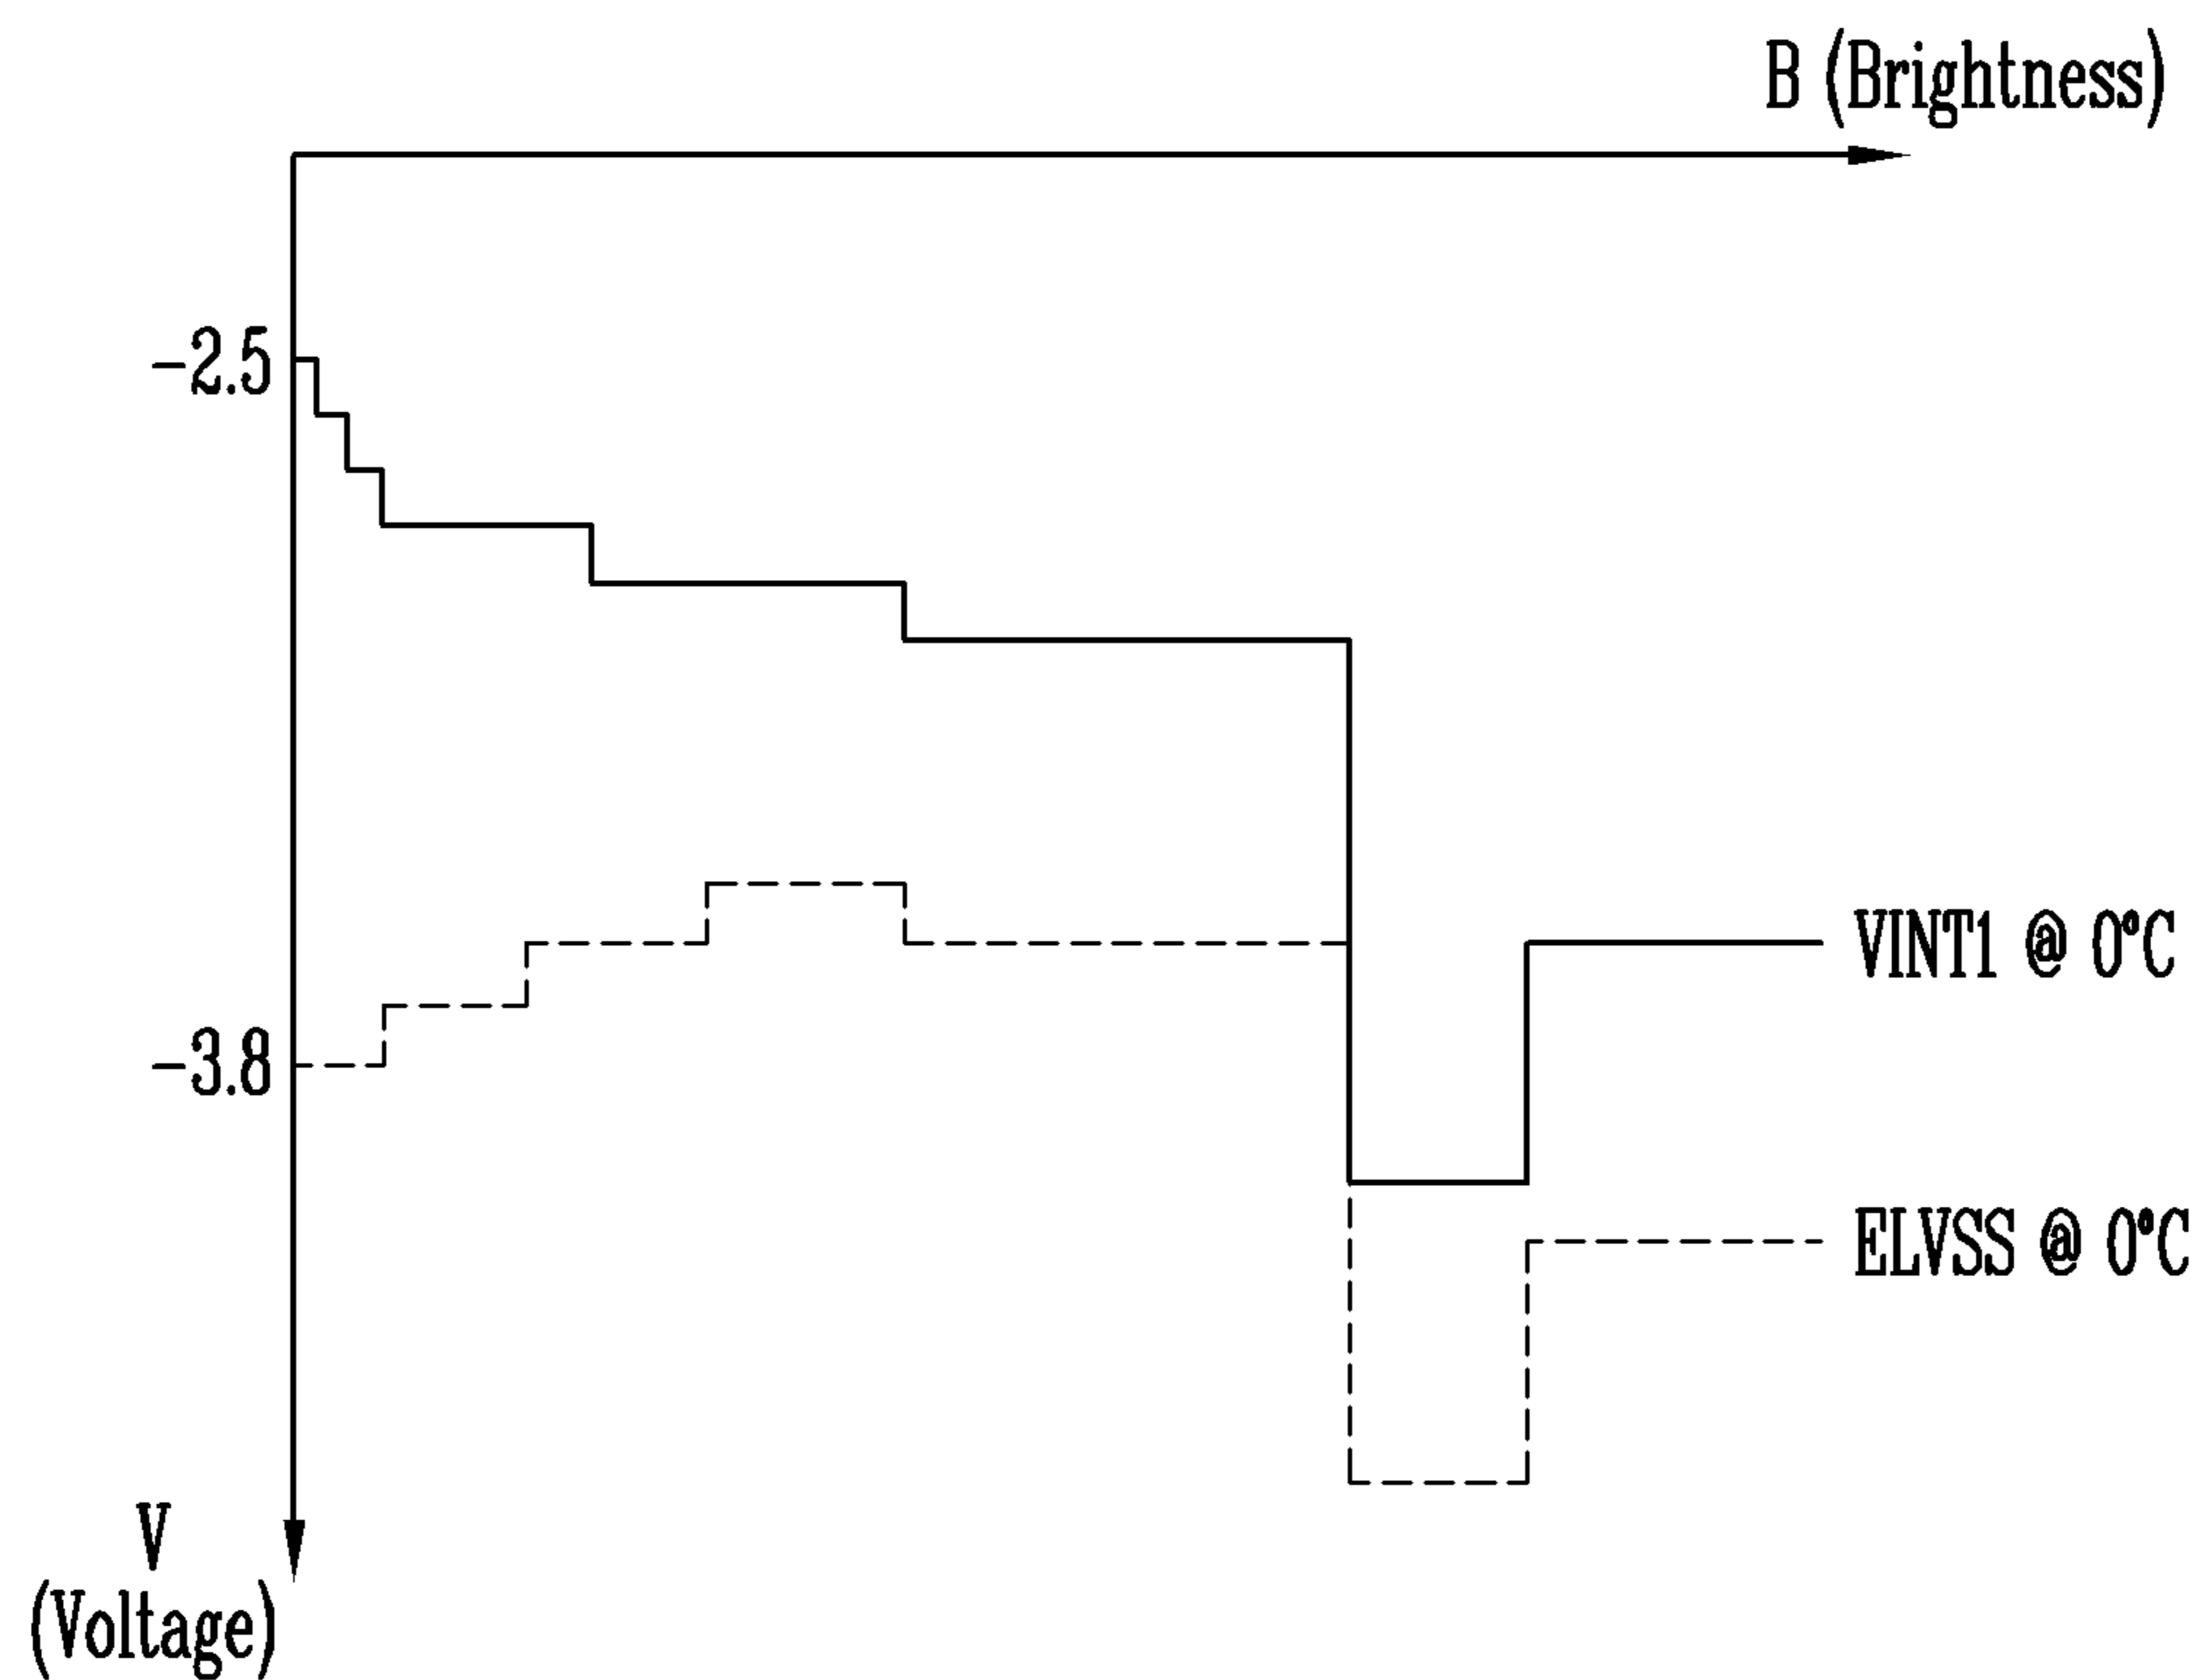 B (Brightness)
-2.5
VINT1 @ 0°C
-3.8
ELVSS @ 0°C
V
(Voltage)